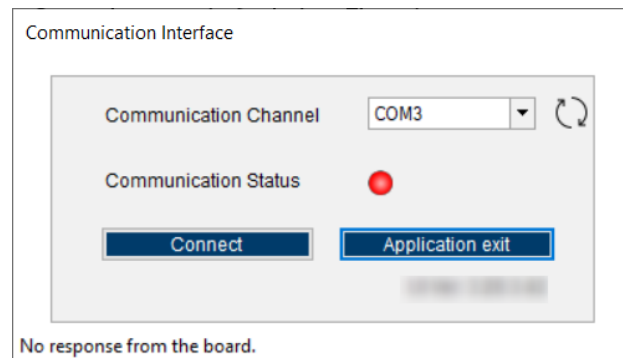 Communication Interface
Communication Channel COM3
Communication Status
Connect Application exit
No response from the board.